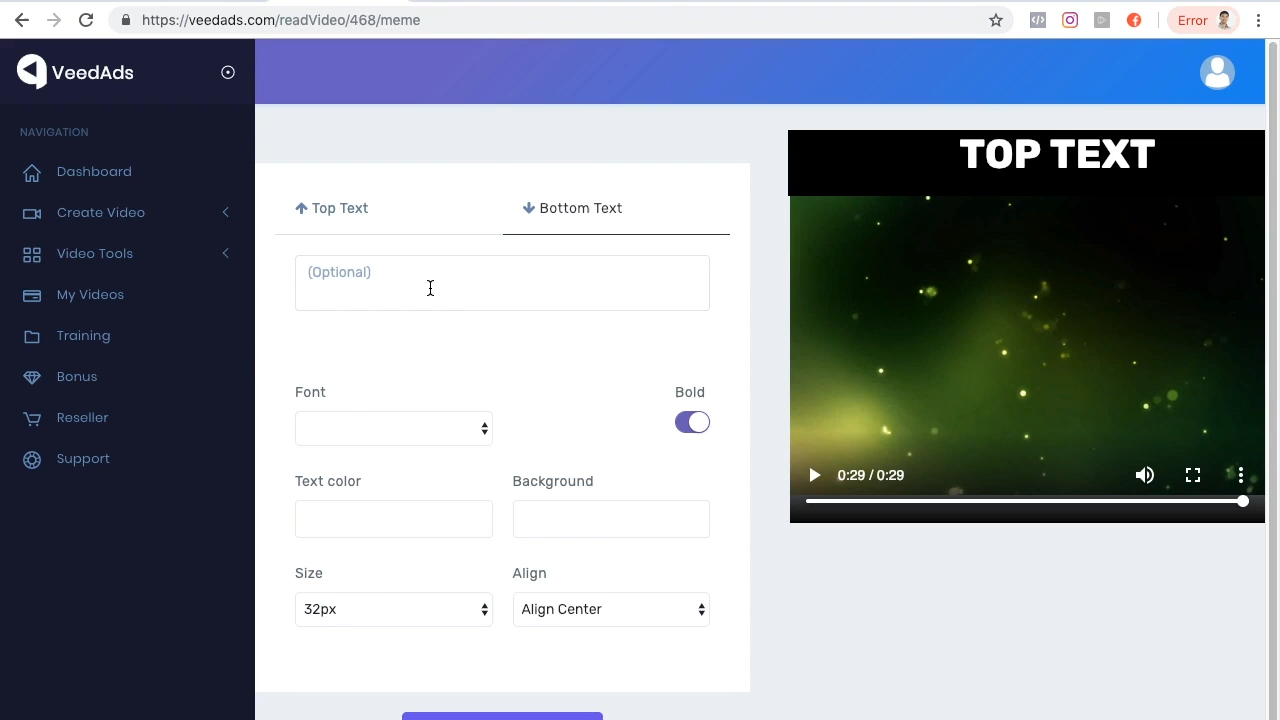 https://veedads.com/readVideo/468/meme
Error
VeedAds
NAVIGATION
Dashboard
Create Video
Video Tools
My Videos
Training
Bonus
Reseller
Support
Top Text
Bottom Text
(Optional)
Font
Bold
Text color
Background
Size
Align
32px
Align Center
TOP TEXT
0:29 / 0:29